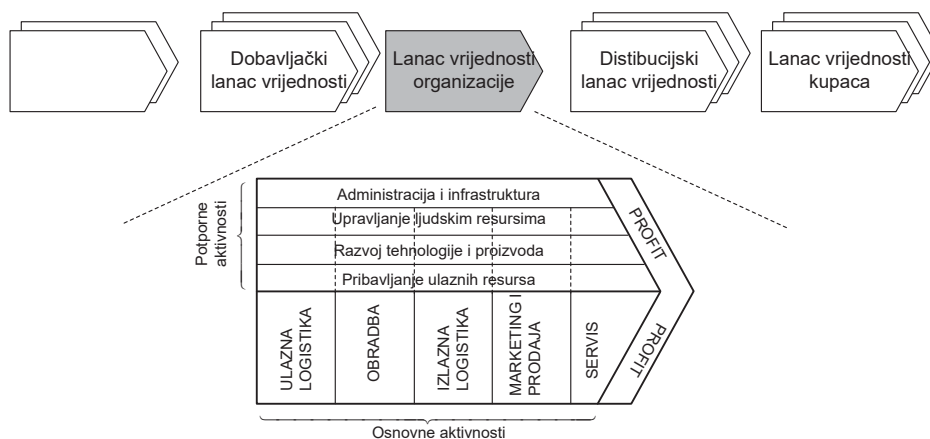 Dobavljački
lanac vrijednosti
Lanac vrijednosti
organizacije
Distibucijski
lanac vrijednosti
Lanac vrijednosti
kupaca
Potporne
aktivnosti
Administracija i infrastruktura
Upravljanje ljudskim resursima
Razvoj tehnologije i proizvoda
Pribavljanje ulaznih resursa
PROFIT
ULAZNA
LOGISTIKA
OBRADBA
IZLAZNA
LOGISTIKA
MARKETING I
PRODAJA
SERVIS
PROFIT
Osnovne aktivnosti